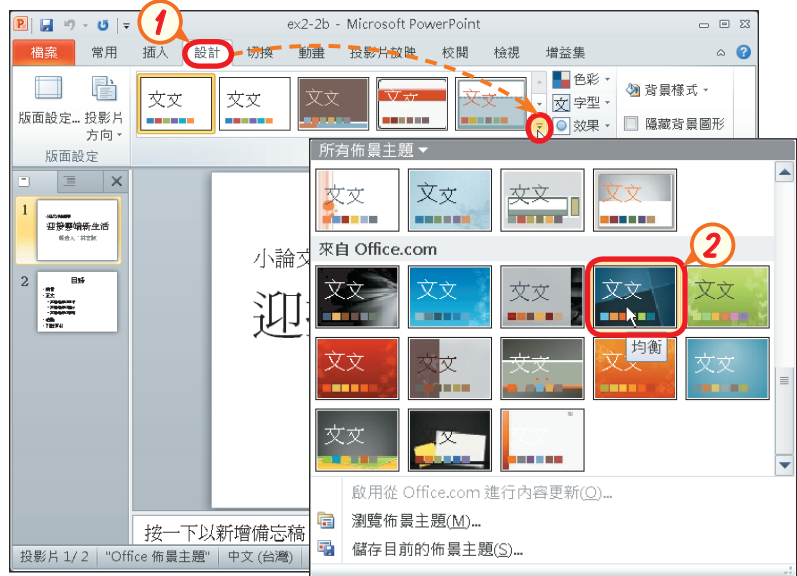 1
ex2-2b - Microsoft PowerPoint
檔案 常用 插入 設計 切換 動畫 投影片放映 校閱 檢視 增益集
版面設定... 投影片方向
文文 文文 文文 文文 文文
色彩
字型
效果
背景樣式
隱藏背景圖形
版面設定
所有佈景主題
文文 文文 文文 文文
來自 Office.com
2
文文 文文 文文 文文 文文
均衡
文文 文文 文文 文文 文文
文文 文 文文
啟用從 Office.com 進行內容更新(O)...
瀏覽佈景主題(M)...
儲存目前的佈景主題(S)...
1
2
目錄
小論文
迎
按一下以新增備忘稿
投影片 1/2 "Office 佈景主題" 中文 (台灣)